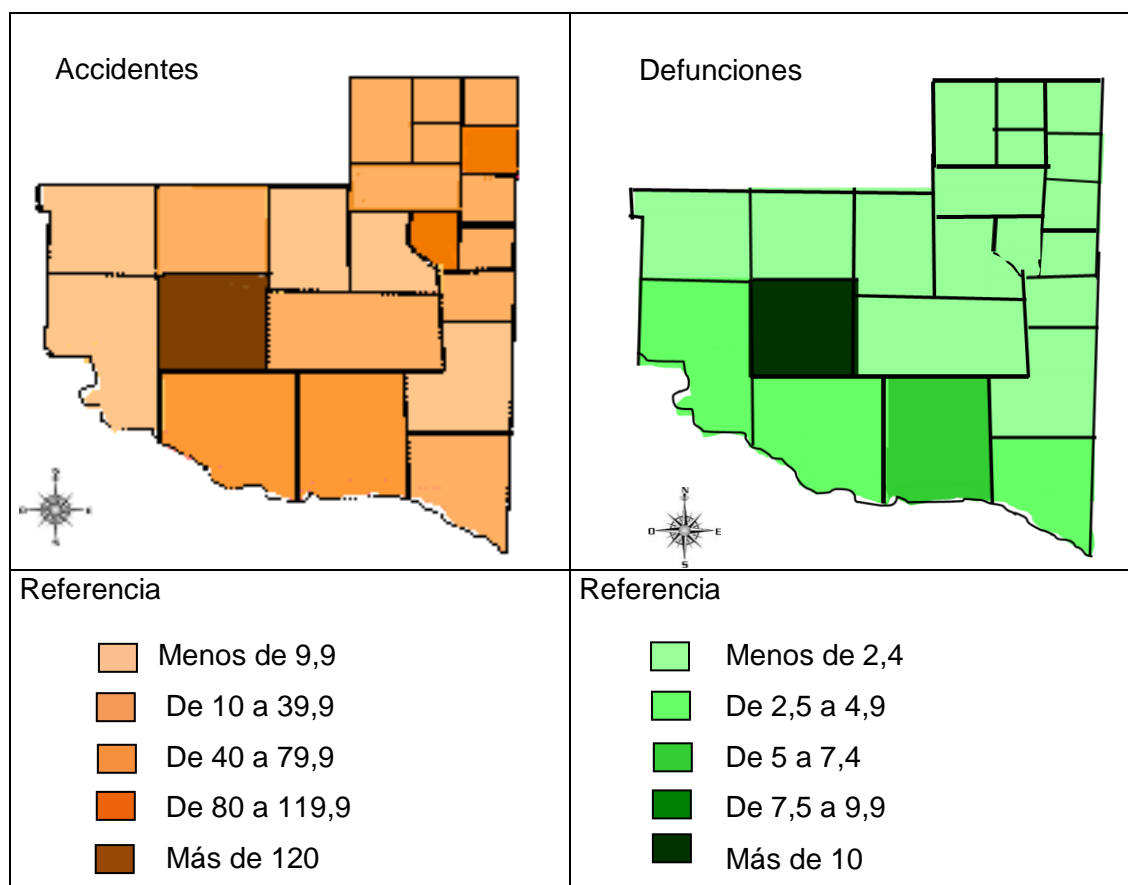 Accidentes
Defunciones
N
O E
S
Referencia
Menos de 9,9
De 10 a 39,9
De 40 a 79,9
De 80 a 119,9
Más de 120
Referencia
Menos de 2,4
De 2,5 a 4,9
De 5 a 7,4
De 7,5 a 9,9
Más de 10